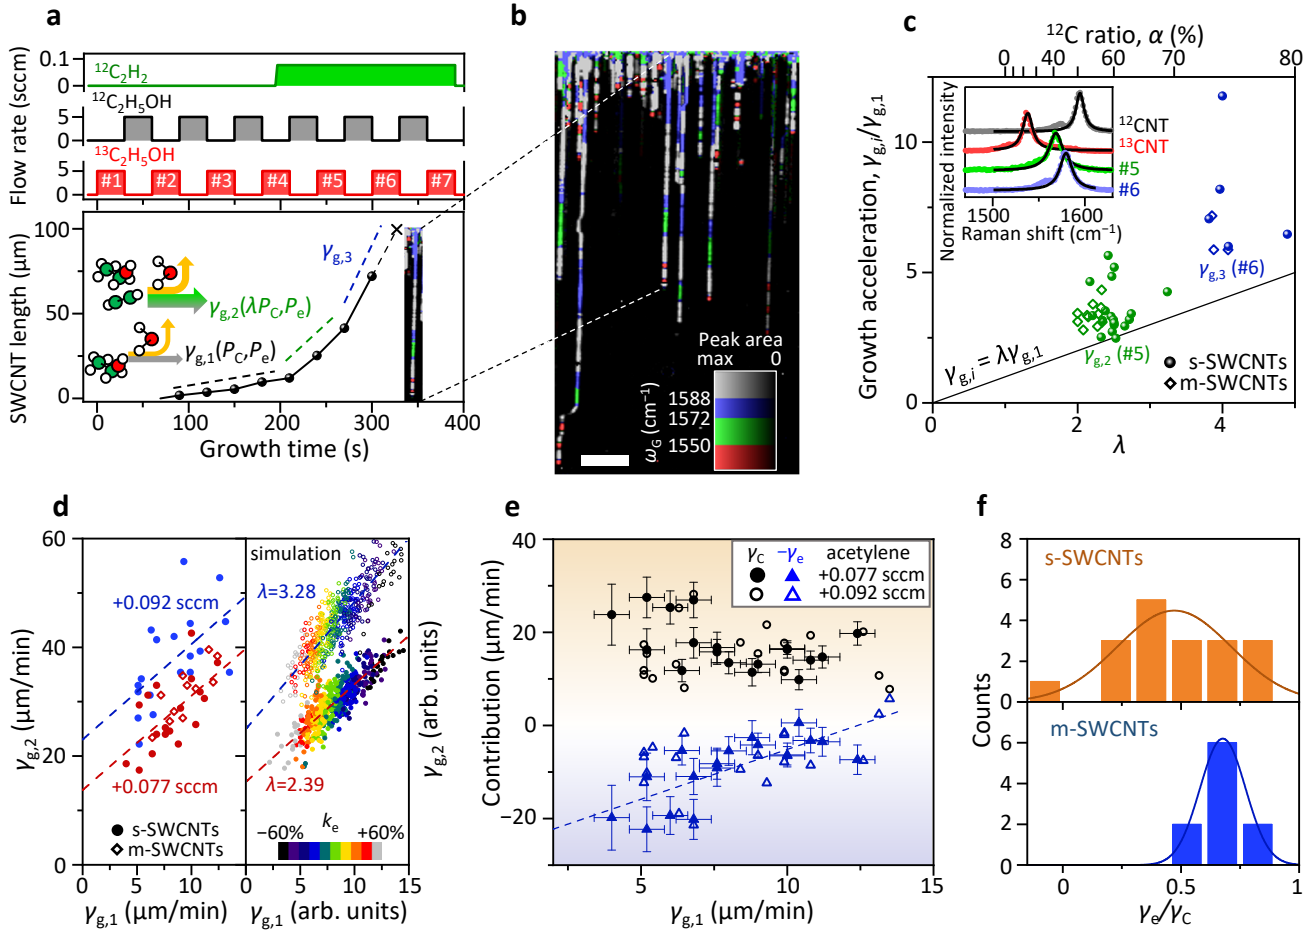 a
Flow rate (sccm)
0.1
0
¹²C₂H₂
¹²C₂H₅OH
5
0
¹³C₂H₅OH
5
0
#1 #2 #3 #4 #5 #6 #7
SWCNT length (μm)
100
50
0
γg,3
γg,2(λPC,Pe)
γg,1(PC,Pe)
0 100 200 300 400
Growth time (s)
b
Peak area
max 0
ωG (cm⁻¹)
1588
1572
1550
c
¹²C ratio, α (%)
0 40 60 70 80
Growth acceleration, γg,i/γg,1
10
5
0
Normalized intensity
¹²CNT
¹³CNT
#5
#6
1500 1600
Raman shift (cm⁻¹)
γg,3 (#6)
γg,2 (#5)
γg,i = λγg,1
s-SWCNTs
m-SWCNTs
0 1 2 3 4 5
λ
d
γg,2 (μm/min)
60
40
20
0
+0.092 sccm
+0.077 sccm
s-SWCNTs
m-SWCNTs
0 5 10 15
γg,1 (μm/min)
simulation
λ=3.28
λ=2.39
ke
−60% +60%
0 5 10 15
γg,1 (arb. units)
γg,2 (arb. units)
e
Contribution (μm/min)
40
20
0
−20
γC −γe acetylene
+0.077 sccm
+0.092 sccm
5 10 15
γg,1 (μm/min)
f
Counts
8
6
4
2
0
s-SWCNTs
6
4
2
0
m-SWCNTs
0 0.5 1
γe/γC